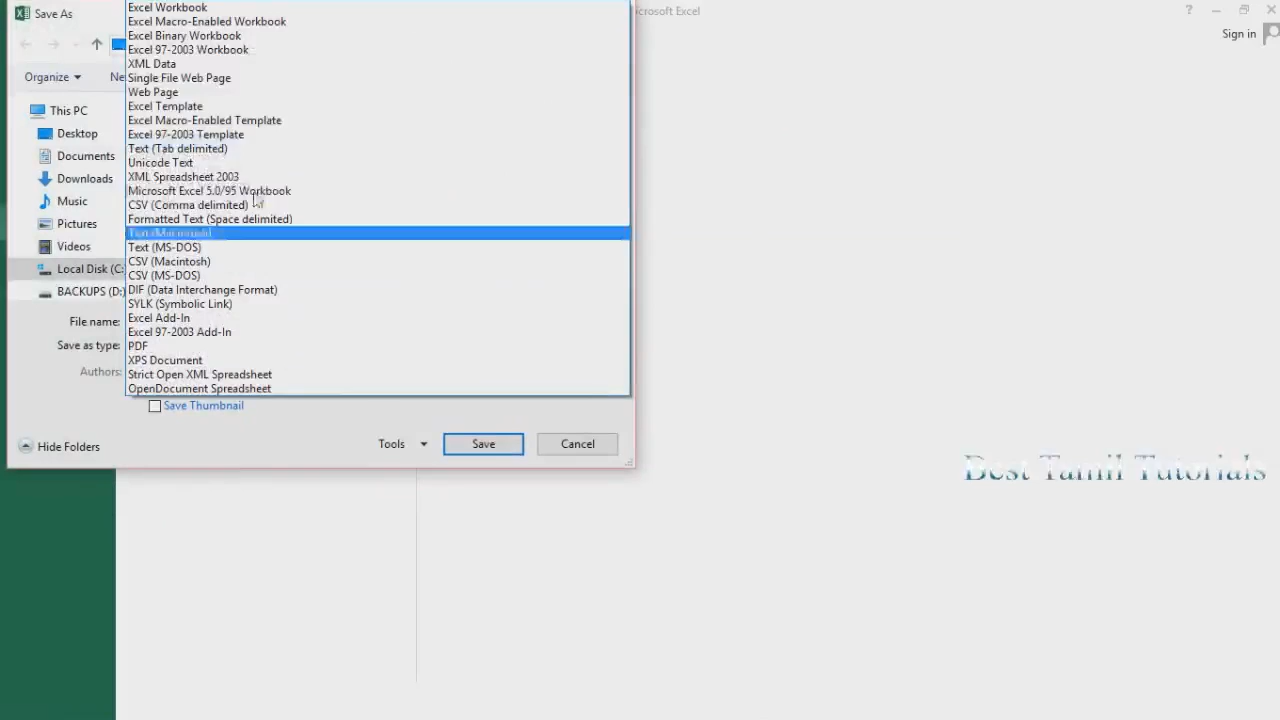 Save As
icrosoft Excel
Sign in
Organize
Ne
This PC
Desktop
Documents
Downloads
Music
Pictures
Videos
Local Disk (C:
BACKUPS (D:)
Excel Workbook
Excel Macro-Enabled Workbook
Excel Binary Workbook
Excel 97-2003 Workbook
XML Data
Single File Web Page
Web Page
Excel Template
Excel Macro-Enabled Template
Excel 97-2003 Template
Text (Tab delimited)
Unicode Text
XML Spreadsheet 2003
Microsoft Excel 5.0/95 Workbook
CSV (Comma delimited)
Formatted Text (Space delimited)
Text (Macintosh)
Text (MS-DOS)
CSV (Macintosh)
CSV (MS-DOS)
DIF (Data Interchange Format)
SYLK (Symbolic Link)
Excel Add-In
Excel 97-2003 Add-In
PDF
XPS Document
Strict Open XML Spreadsheet
OpenDocument Spreadsheet
File name:
Save as type:
Authors:
Save Thumbnail
Hide Folders
Tools
Save
Cancel
Best Tamil Tutorials